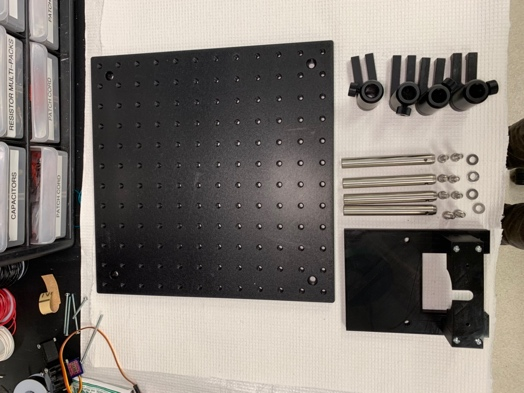 RESISTOR MULTI-PACKS
PATCH CORD
CAPACITORS
PATCH CORD